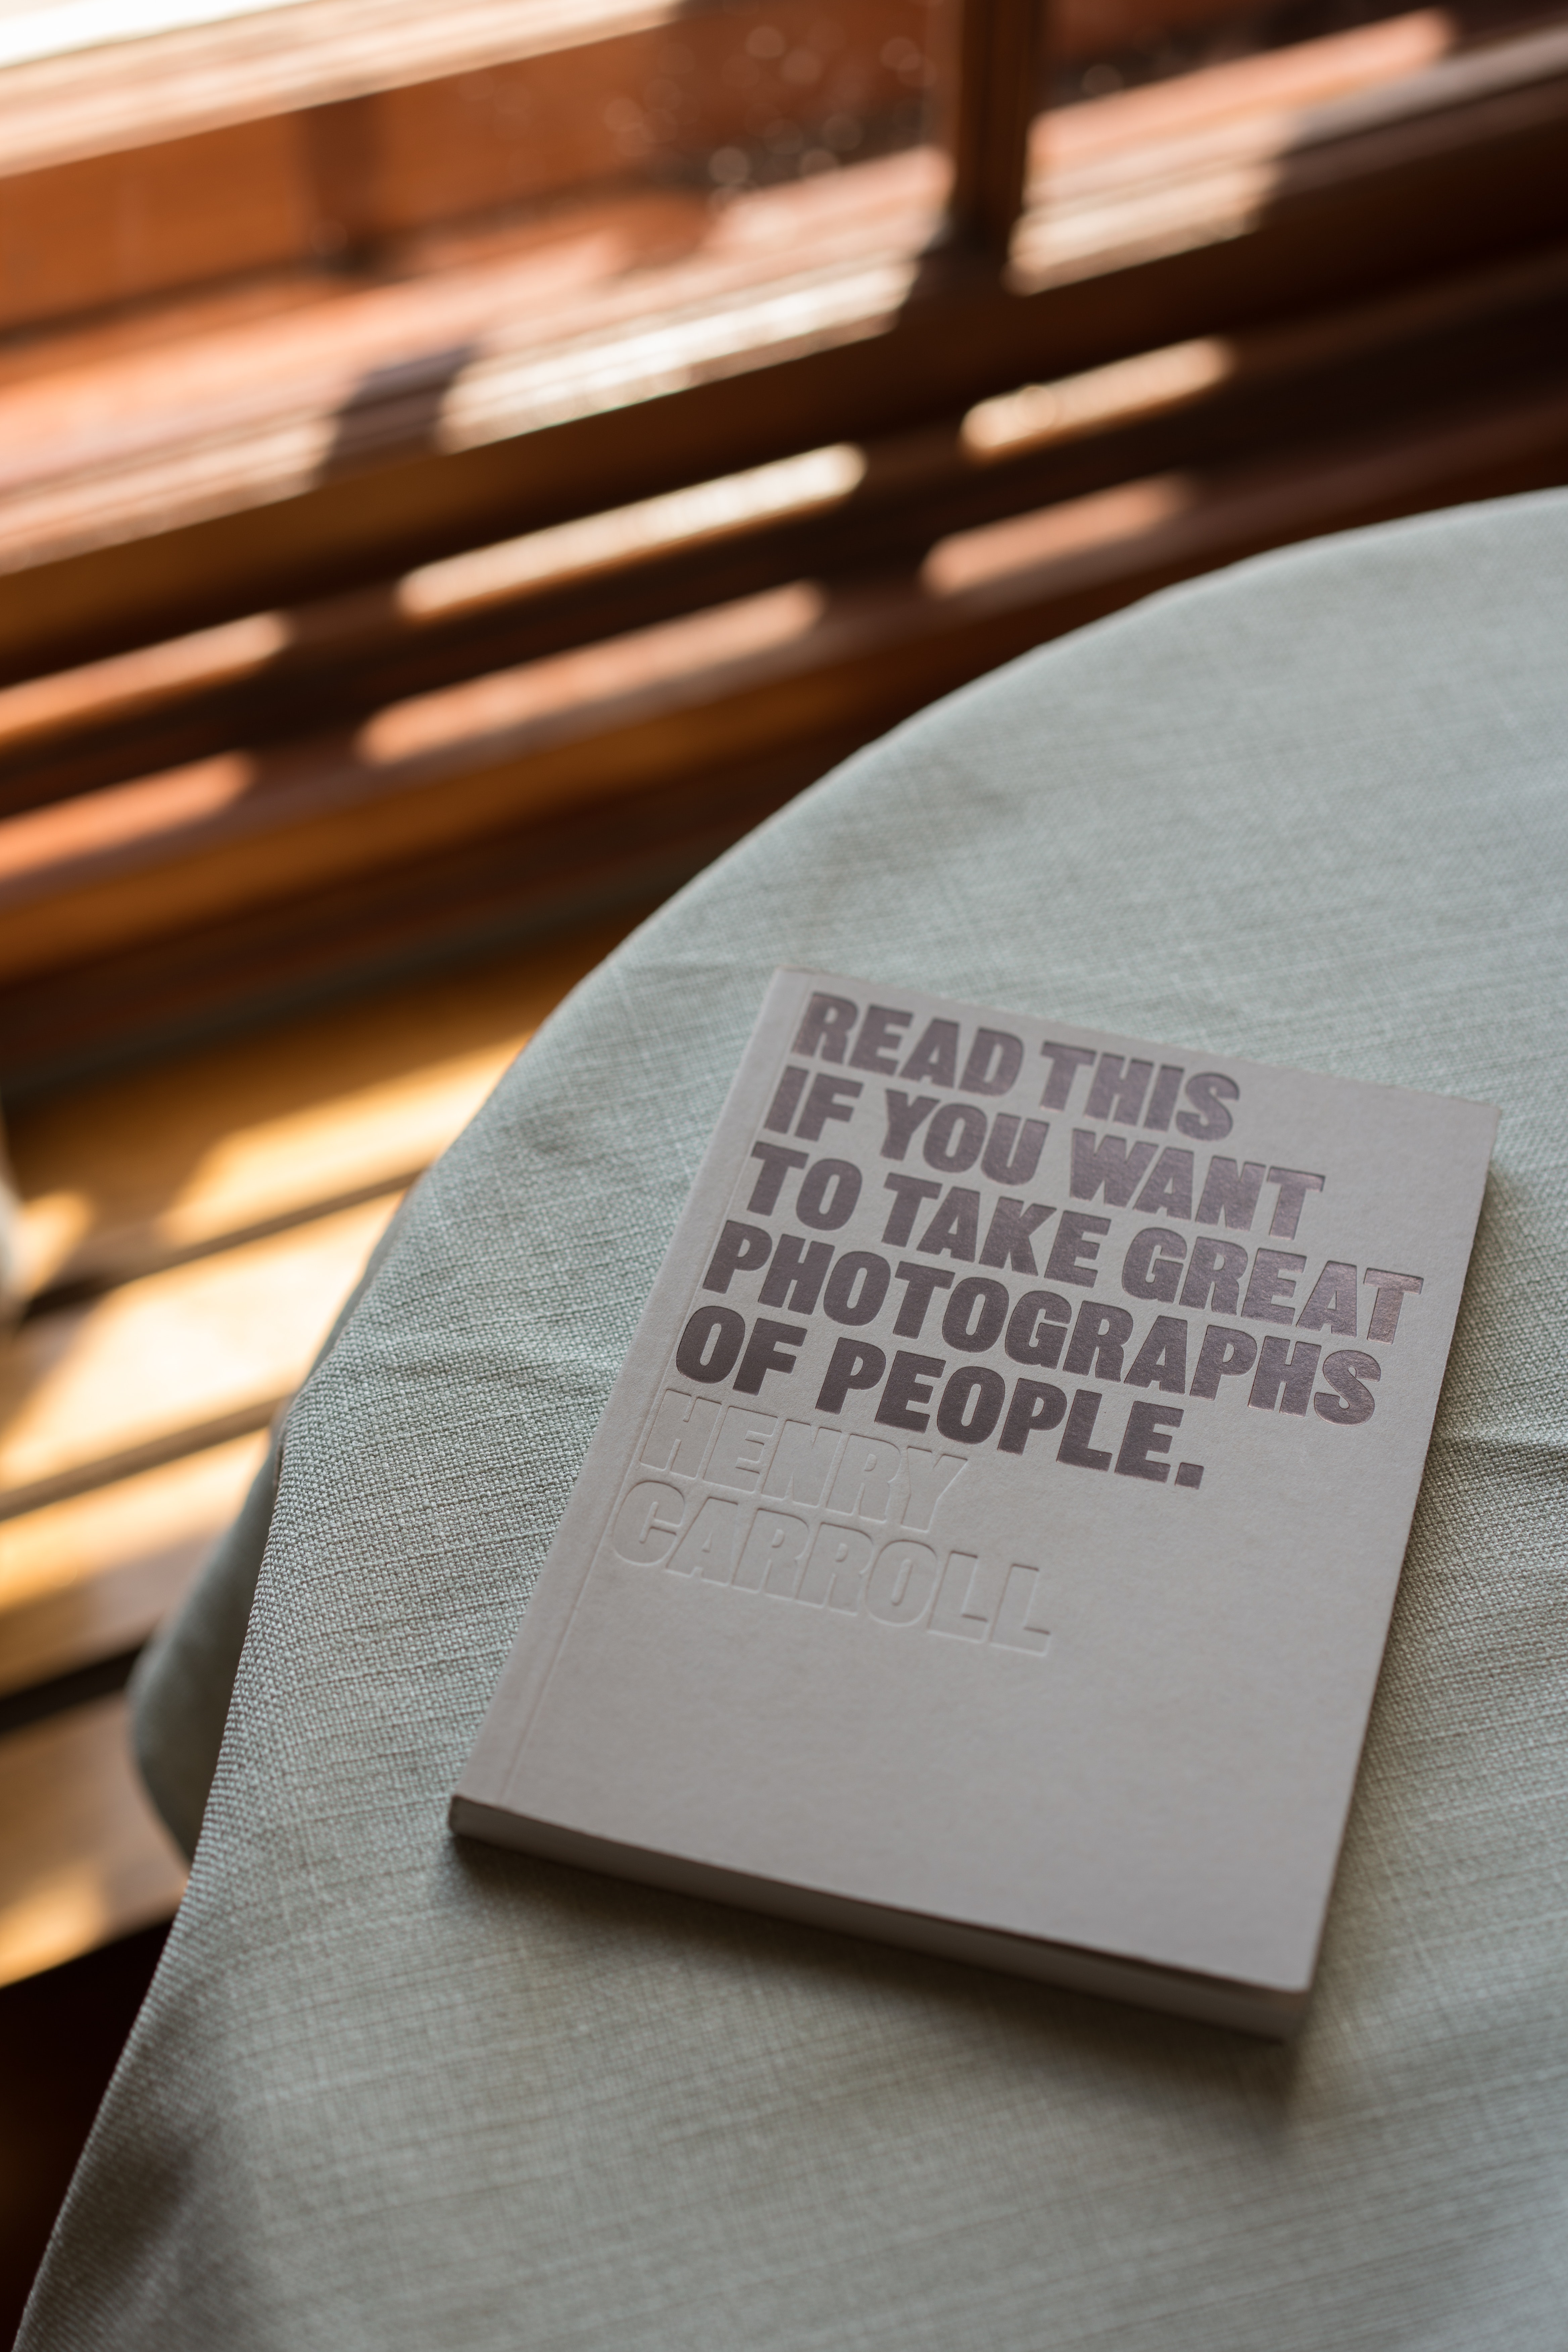 READ THIS
IF YOU WANT
TO TAKE GREAT
PHOTOGRAPHS
OF PEOPLE.
HENRY
CARROLL